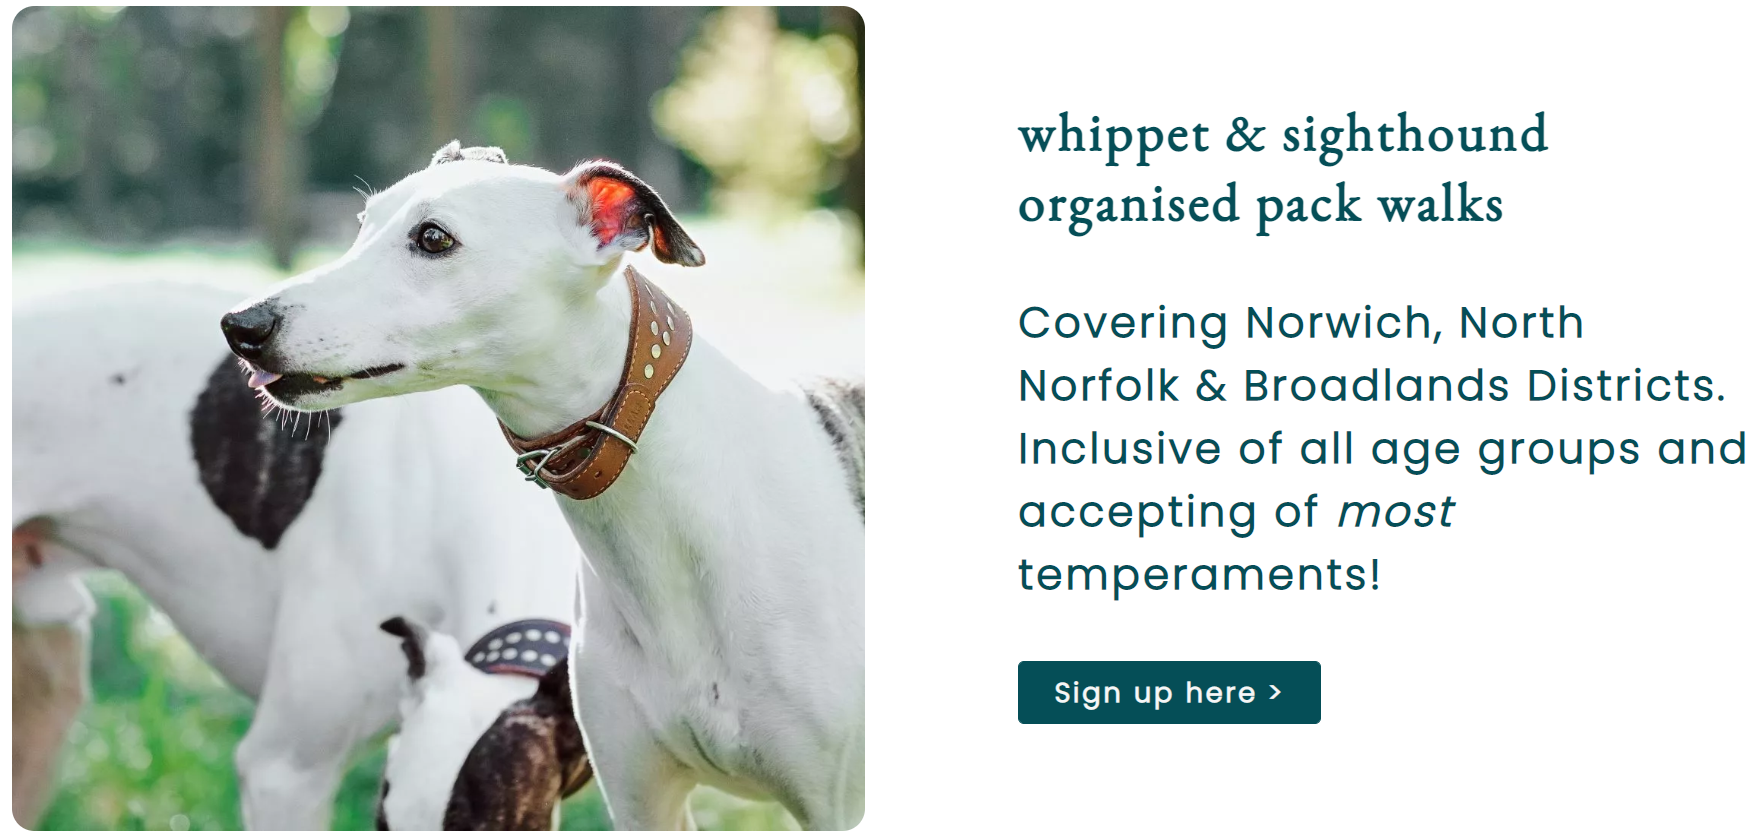 whippet & sighthound
organised pack walks
Covering Norwich, North
Norfolk & Broadlands Districts.
Inclusive of all age groups and
accepting of most
temperaments!
Sign up here >